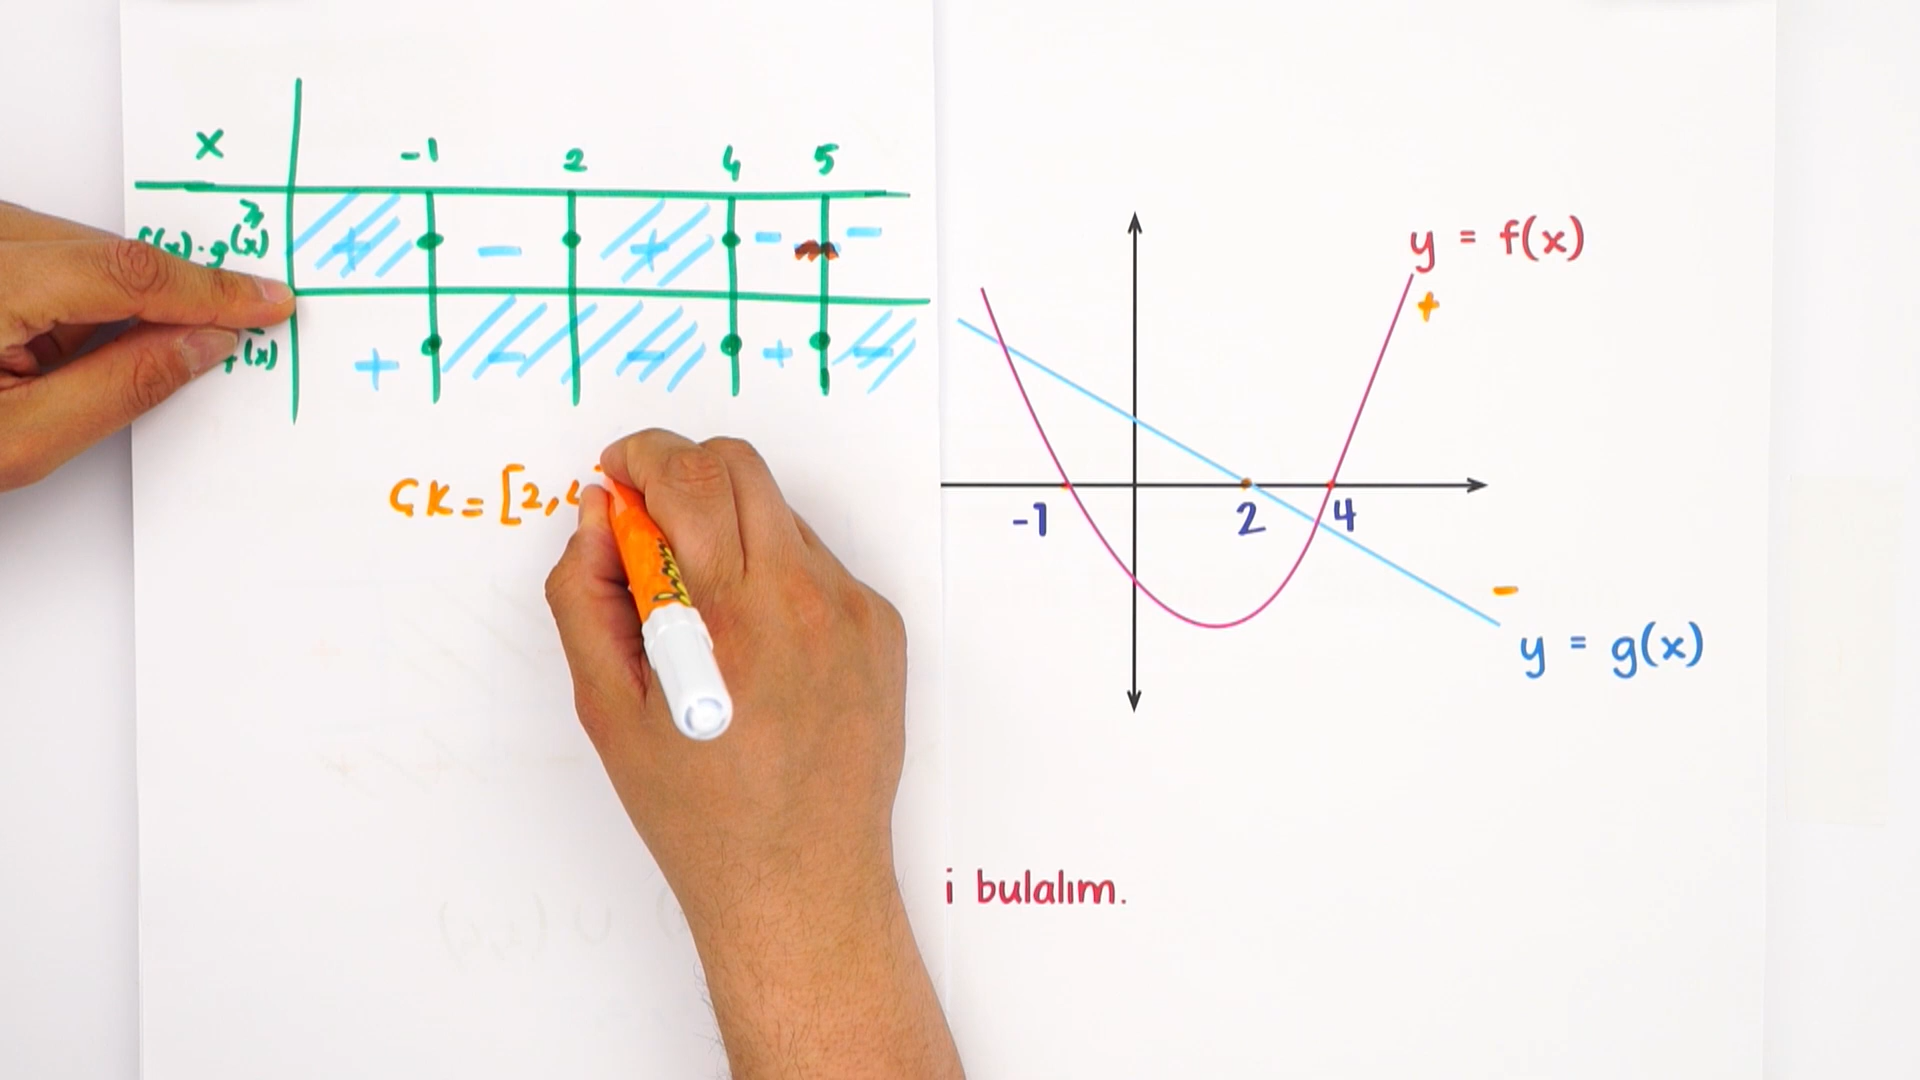 x -1 2 4 5
f(x) · g(x) ≥ + - + - -
(x) + - - + -
ÇK = [2,4
y = f(x)
+
-1 2 4
-
y = g(x)
i bulalım.